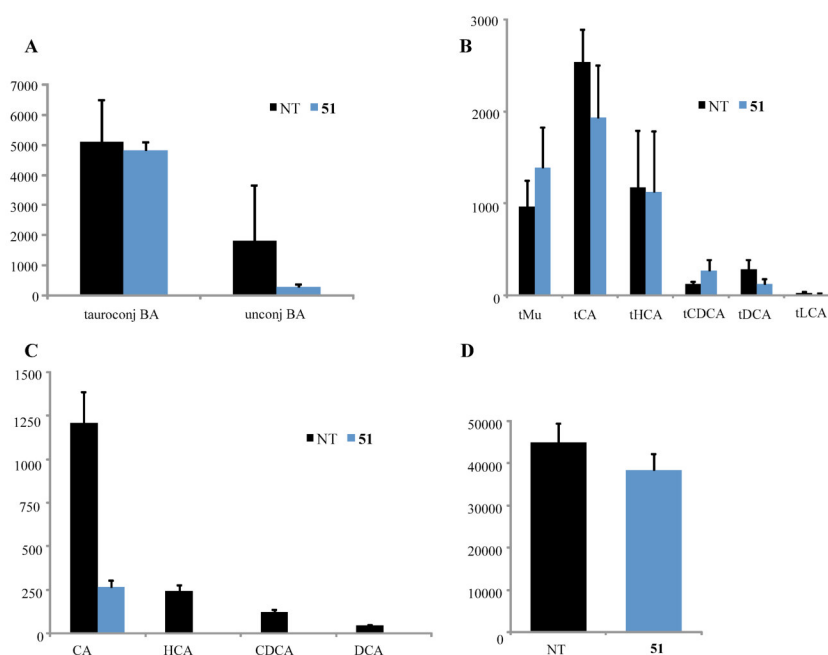 A
7000
6000
5000
4000
3000
2000
1000
0
NT 51
tauroconj BA unconj BA
B
3000
2000
1000
0
NT 51
tMu tCA tHCA tCDCA tDCA tLCA
C
1500
1250
1000
750
500
250
0
NT 51
CA HCA CDCA DCA
D
50000
40000
30000
20000
10000
0
NT 51